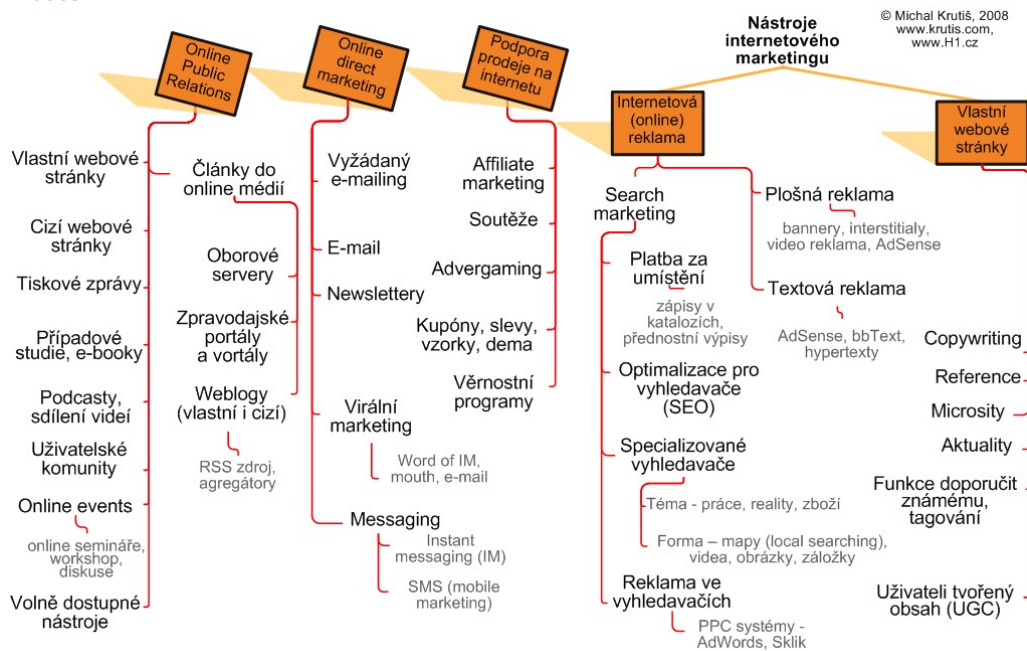 © Michal Krutiš, 2008
www.krutis.com,
www.H1.cz
Nástroje
internetového
marketingu
Online
Public
Relations
Vlastní webové
stránky
Cizí webové
stránky
Tiskové zprávy
Případové
studie, e-booky
Podcasty,
sdílení videí
Uživatelské
komunity
Online events
online semináře,
workshop,
diskuse
Volně dostupné
nástroje
Články do
online médií
Oborové
servery
Zpravodajské
portály
a vortály
Weblogy
(vlastní i cizí)
RSS zdroj,
agregátory
Online
direct
marketing
Vyžádaný
e-mailing
E-mail
Newslettery
Virální
marketing
Word of IM,
mouth, e-mail
Messaging
Instant
messaging (IM)
SMS (mobile
marketing)
Podpora
prodeje na
internetu
Affiliate
marketing
Soutěže
Advergaming
Kupóny, slevy,
vzorky, dema
Věrnostní
programy
Internetová
(online)
reklama
Search
marketing
Platba za
umístění
zápisy v
katalozích,
přednostní výpisy
Optimalizace pro
vyhledavače
(SEO)
Specializované
vyhledavače
Téma - práce, reality, zboží
Forma – mapy (local searching),
videa, obrázky, záložky
Reklama ve
vyhledavačích
PPC systémy -
AdWords, Sklik
Plošná reklama
bannery, interstitialy,
video reklama, AdSense
Textová reklama
AdSense, bbText,
hypertexty
Vlastní
webové
stránky
Copywriting
Reference
Microsity
Aktuality
Funkce doporučit
známému,
tagování
Uživateli tvořený
obsah (UGC)